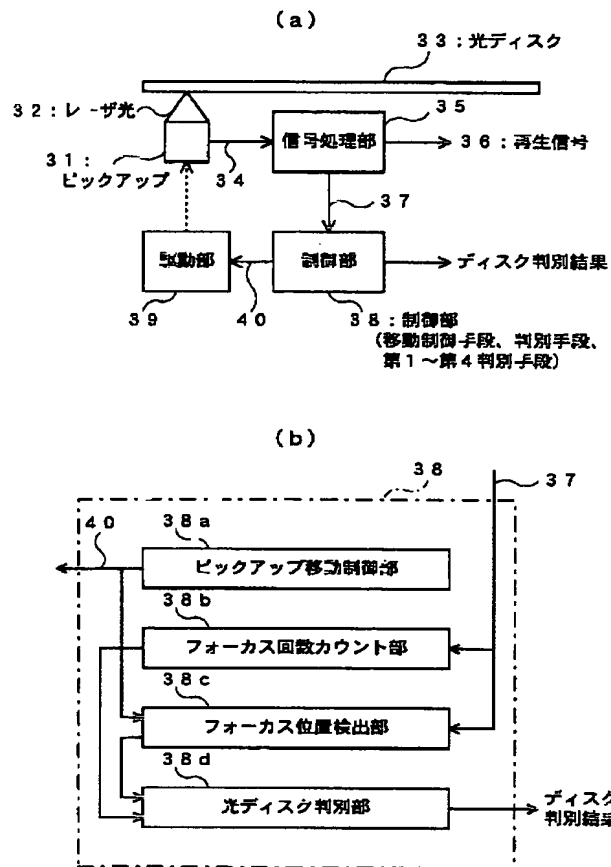 (a)
33:光ディスク
32:レーザ光
35
信号処理部
36:再生信号
31:
ピックアップ
34
37
駆動部
制御部
ディスク判別結果
39
40
38:制御部
(移動制御手段、判別手段、
第1～第4判別手段)
(b)
38
37
40
38a
ピックアップ移動制御部
38b
フォーカス回数カウント部
38c
フォーカス位置検出部
38d
光ディスク判別部
ディスク
判別結果